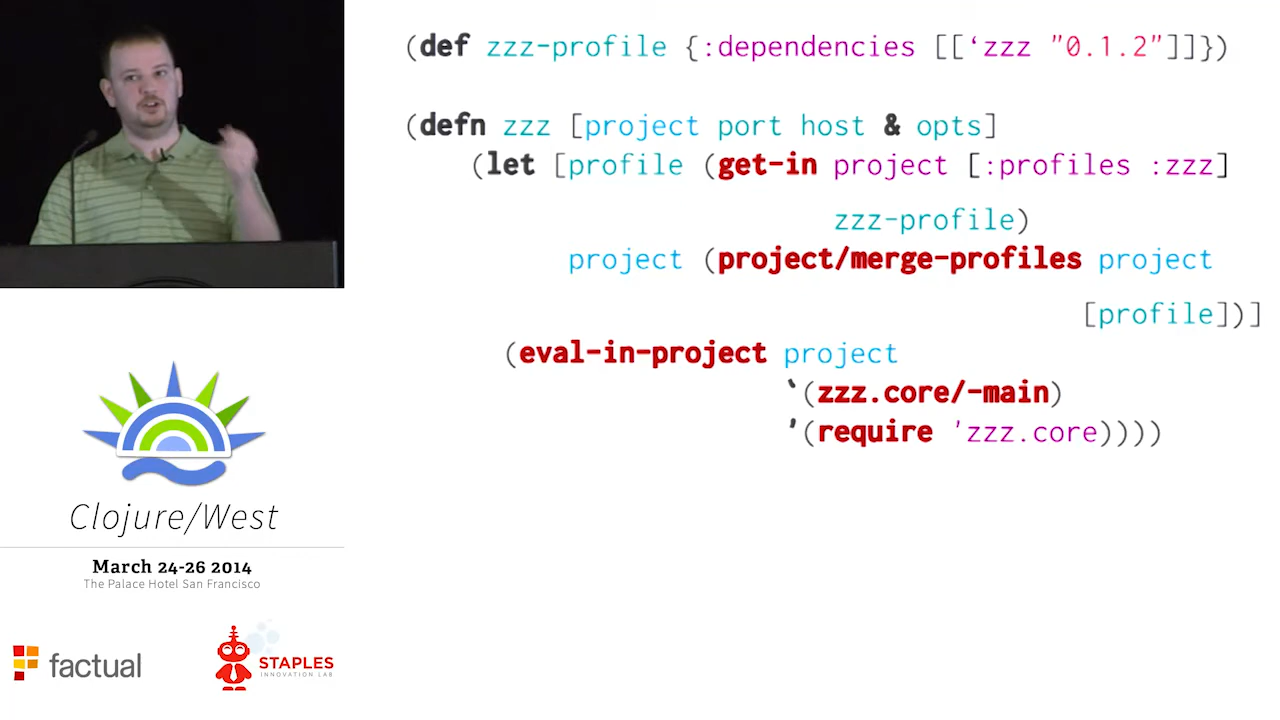 (def zzz-profile {:dependencies [[‘zzz "0.1.2"]]})
(defn zzz [project port host & opts]
(let [profile (get-in project [:profiles :zzz]
zzz-profile)
project (project/merge-profiles project
[profile])]
(eval-in-project project
`(zzz.core/-main)
'(require 'zzz.core))))
Clojure/West
March 24-26 2014
The Palace Hotel San Francisco
factual
STAPLES
INNOVATION LAB